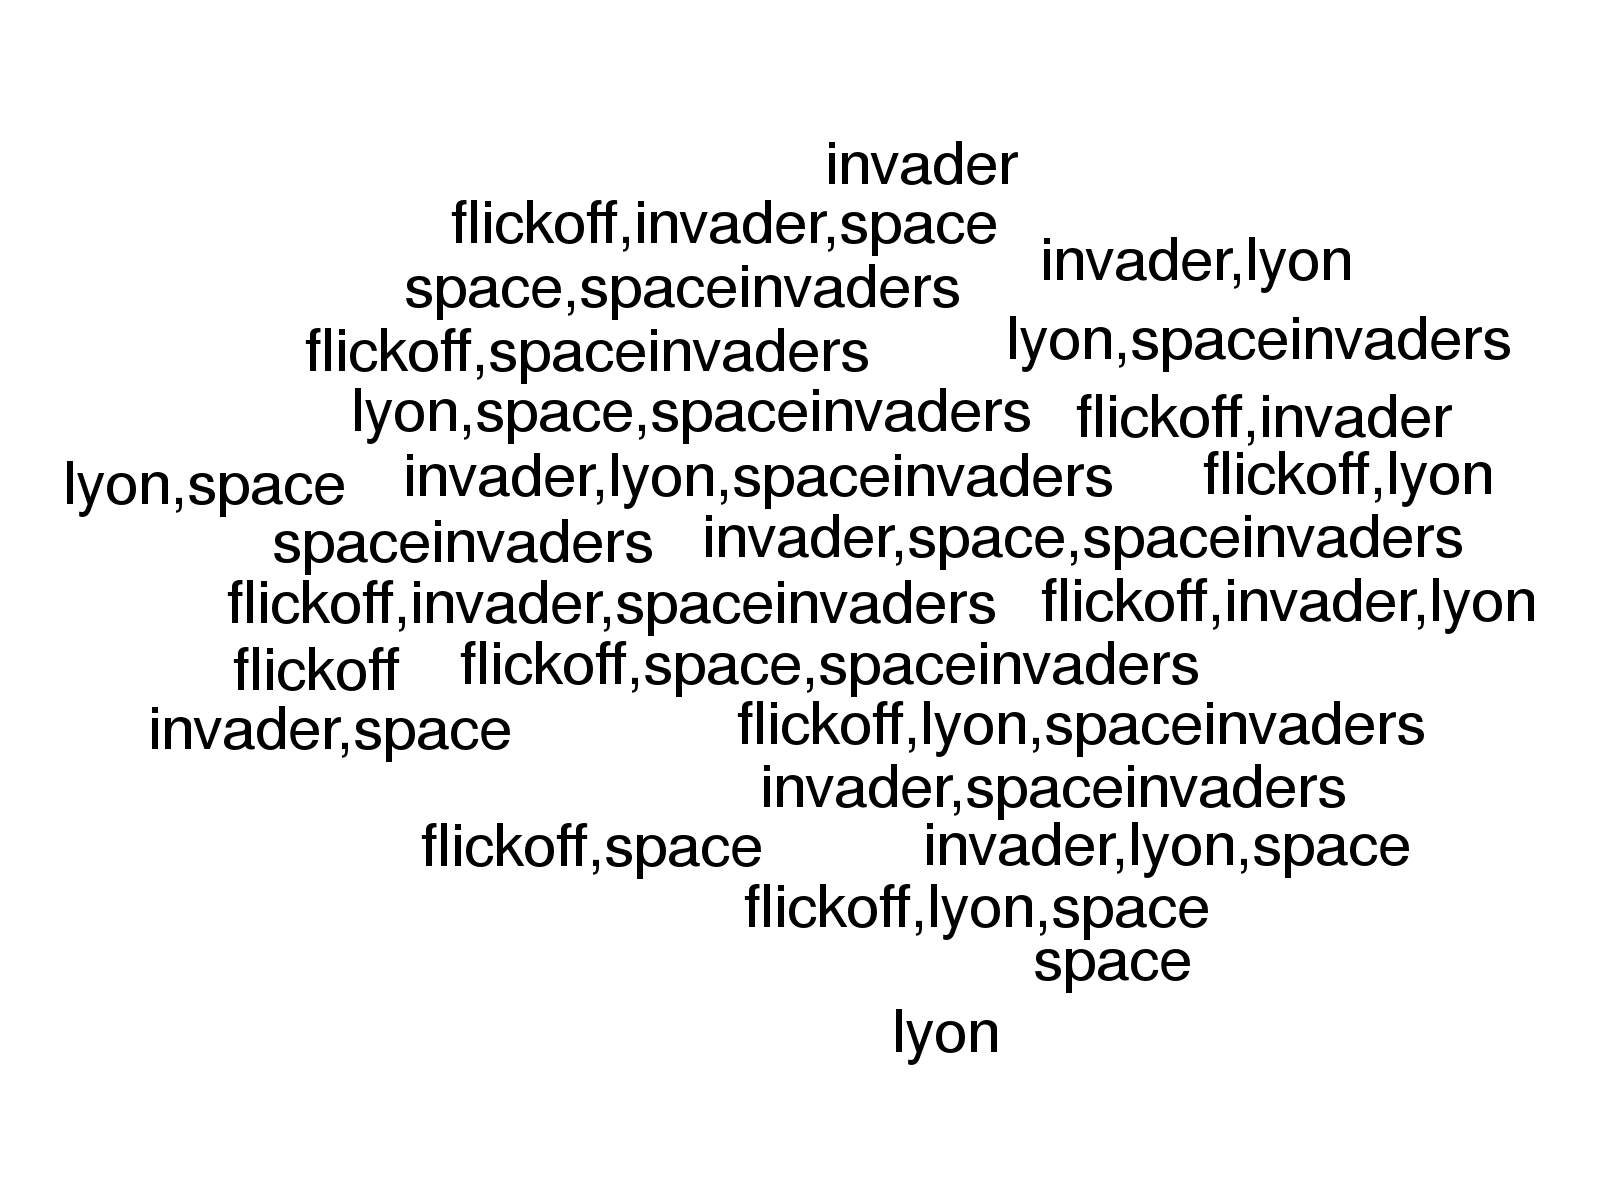 invader
flickoff,invader,space
invader,lyon
space,spaceinvaders
lyon,spaceinvaders
flickoff,spaceinvaders
lyon,space,spaceinvaders
flickoff,invader
lyon,space
invader,lyon,spaceinvaders
flickoff,lyon
spaceinvaders
invader,space,spaceinvaders
flickoff,invader,spaceinvaders
flickoff,invader,lyon
flickoff
flickoff,space,spaceinvaders
invader,space
flickoff,lyon,spaceinvaders
invader,spaceinvaders
flickoff,space
invader,lyon,space
flickoff,lyon,space
space
lyon